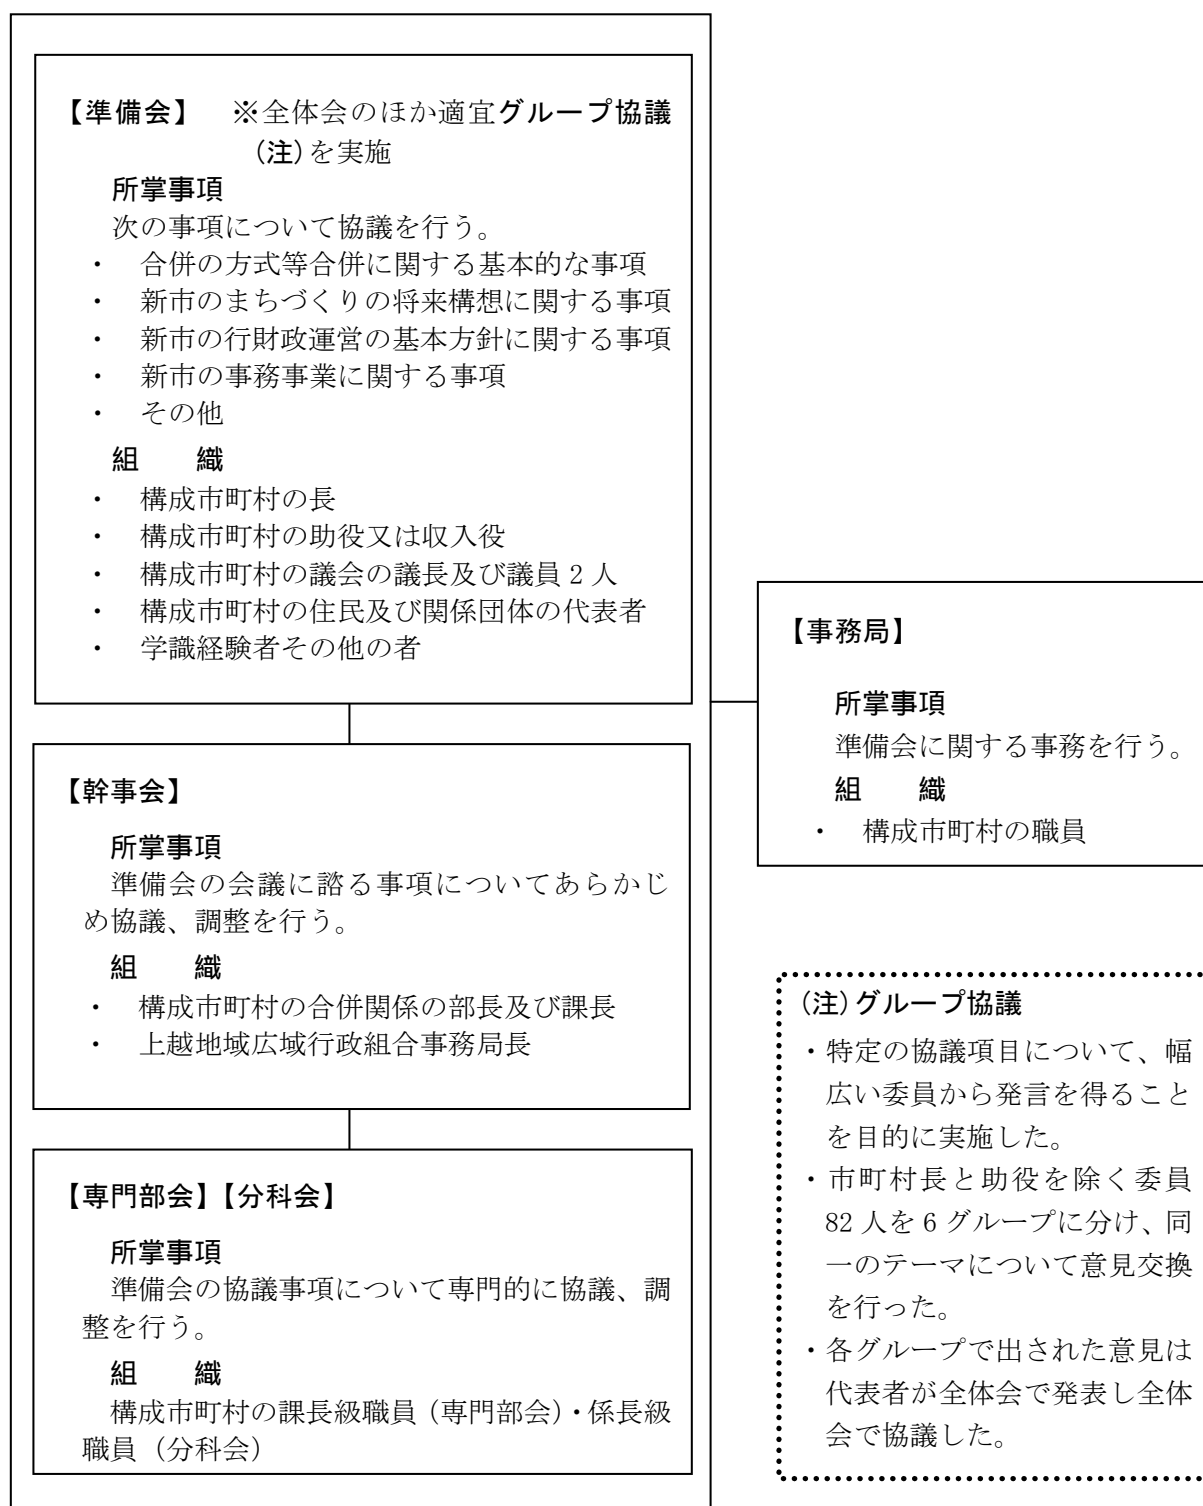 【準備会】　※全体会のほか適宜グループ協議
(注)を実施
所掌事項
次の事項について協議を行う。
・　合併の方式等合併に関する基本的な事項
・　新市のまちづくりの将来構想に関する事項
・　新市の行財政運営の基本方針に関する事項
・　新市の事務事業に関する事項
・　その他
組　　織
・　構成市町村の長
・　構成市町村の助役又は収入役
・　構成市町村の議会の議長及び議員 2 人
・　構成市町村の住民及び関係団体の代表者
・　学識経験者その他の者
【幹事会】
所掌事項
準備会の会議に諮る事項についてあらかじ
め協議、調整を行う。
組　　織
・　構成市町村の合併関係の部長及び課長
・　上越地域広域行政組合事務局長
【専門部会】【分科会】
所掌事項
準備会の協議事項について専門的に協議、調
整を行う。
組　　織
構成市町村の課長級職員（専門部会）・係長級
職員（分科会）
【事務局】
所掌事項
準備会に関する事務を行う。
組　　織
・　構成市町村の職員
(注)グループ協議
・特定の協議項目について、幅
広い委員から発言を得ること
を目的に実施した。
・市町村長と助役を除く委員
82 人を 6 グループに分け、同
一のテーマについて意見交換
を行った。
・各グループで出された意見は
代表者が全体会で発表し全体
会で協議した。